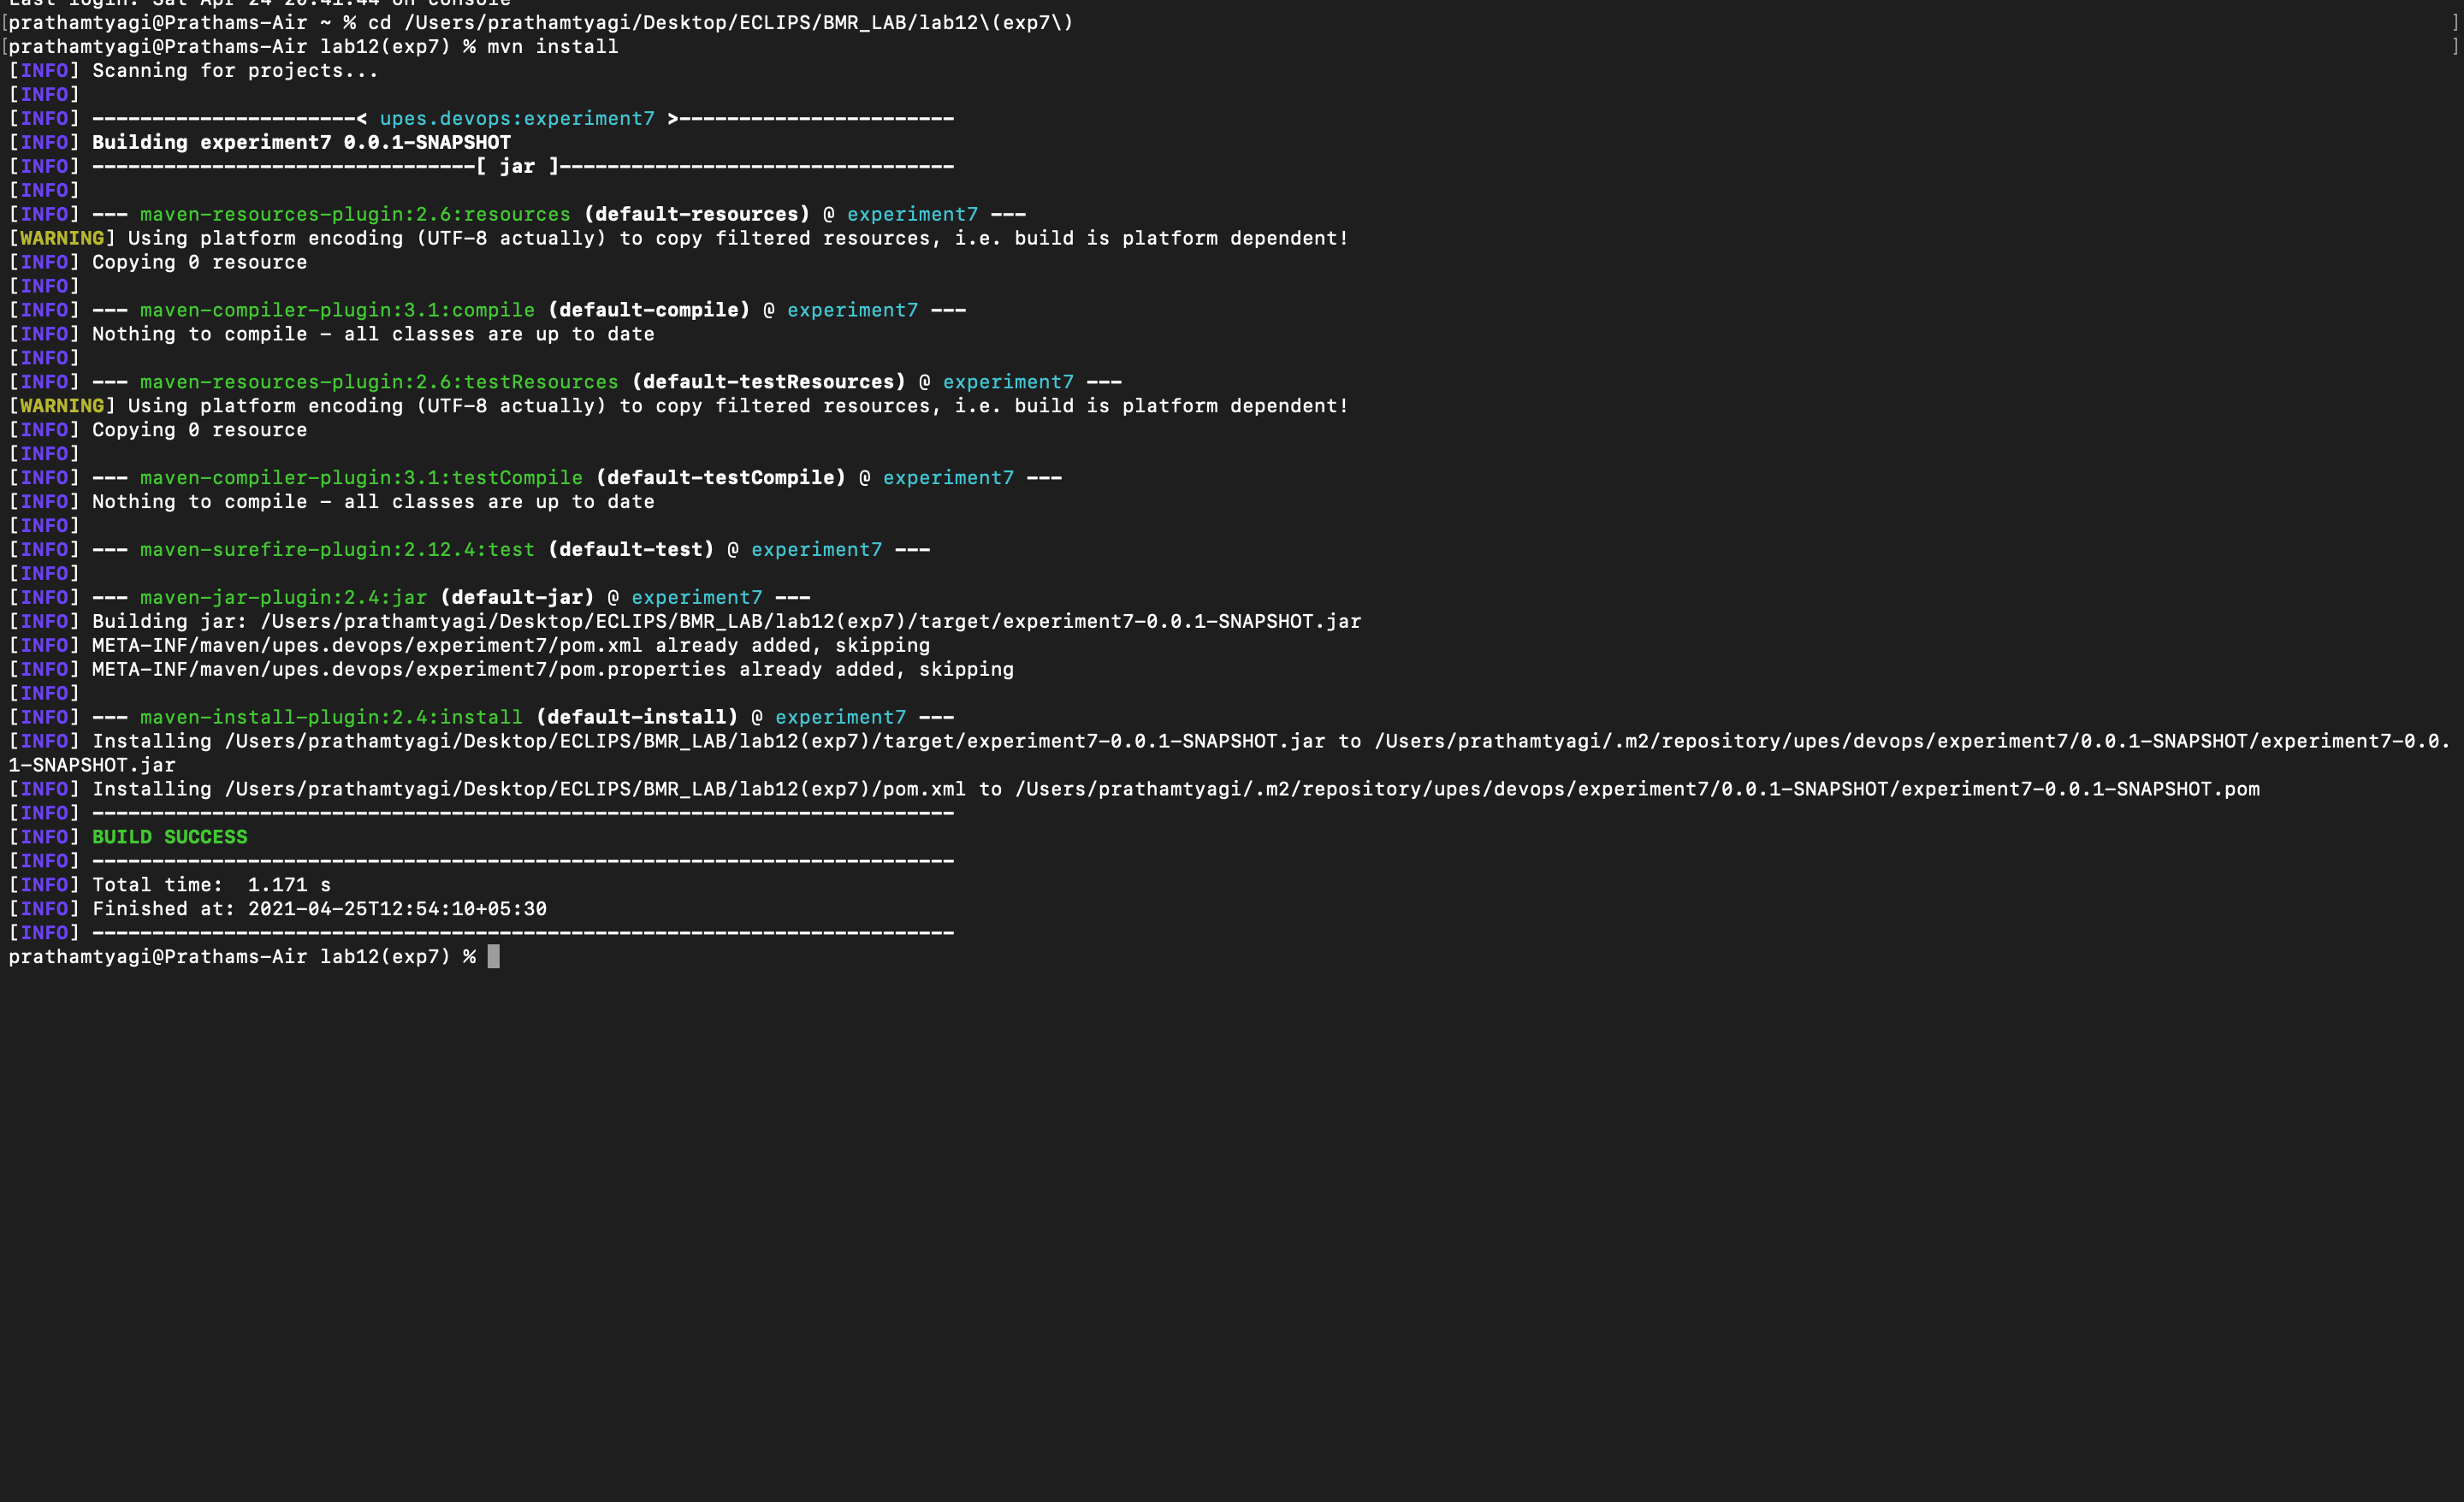 Last login: Sat Apr 24 20:41:44 on console
[prathamtyagi@Prathams-Air ~ % cd /Users/prathamtyagi/Desktop/ECLIPS/BMR_LAB/lab12\(exp7\) ]
[prathamtyagi@Prathams-Air lab12(exp7) % mvn install ]
[INFO] Scanning for projects...
[INFO]
[INFO] ----------------------< upes.devops:experiment7 >-----------------------
[INFO] Building experiment7 0.0.1-SNAPSHOT
[INFO] --------------------------------[ jar ]---------------------------------
[INFO]
[INFO] --- maven-resources-plugin:2.6:resources (default-resources) @ experiment7 ---
[WARNING] Using platform encoding (UTF-8 actually) to copy filtered resources, i.e. build is platform dependent!
[INFO] Copying 0 resource
[INFO]
[INFO] --- maven-compiler-plugin:3.1:compile (default-compile) @ experiment7 ---
[INFO] Nothing to compile - all classes are up to date
[INFO]
[INFO] --- maven-resources-plugin:2.6:testResources (default-testResources) @ experiment7 ---
[WARNING] Using platform encoding (UTF-8 actually) to copy filtered resources, i.e. build is platform dependent!
[INFO] Copying 0 resource
[INFO]
[INFO] --- maven-compiler-plugin:3.1:testCompile (default-testCompile) @ experiment7 ---
[INFO] Nothing to compile - all classes are up to date
[INFO]
[INFO] --- maven-surefire-plugin:2.12.4:test (default-test) @ experiment7 ---
[INFO]
[INFO] --- maven-jar-plugin:2.4:jar (default-jar) @ experiment7 ---
[INFO] Building jar: /Users/prathamtyagi/Desktop/ECLIPS/BMR_LAB/lab12(exp7)/target/experiment7-0.0.1-SNAPSHOT.jar
[INFO] META-INF/maven/upes.devops/experiment7/pom.xml already added, skipping
[INFO] META-INF/maven/upes.devops/experiment7/pom.properties already added, skipping
[INFO]
[INFO] --- maven-install-plugin:2.4:install (default-install) @ experiment7 ---
[INFO] Installing /Users/prathamtyagi/Desktop/ECLIPS/BMR_LAB/lab12(exp7)/target/experiment7-0.0.1-SNAPSHOT.jar to /Users/prathamtyagi/.m2/repository/upes/devops/experiment7/0.0.1-SNAPSHOT/experiment7-0.0.
1-SNAPSHOT.jar
[INFO] Installing /Users/prathamtyagi/Desktop/ECLIPS/BMR_LAB/lab12(exp7)/pom.xml to /Users/prathamtyagi/.m2/repository/upes/devops/experiment7/0.0.1-SNAPSHOT/experiment7-0.0.1-SNAPSHOT.pom
[INFO] ------------------------------------------------------------------------
[INFO] BUILD SUCCESS
[INFO] ------------------------------------------------------------------------
[INFO] Total time:  1.171 s
[INFO] Finished at: 2021-04-25T12:54:10+05:30
[INFO] ------------------------------------------------------------------------
prathamtyagi@Prathams-Air lab12(exp7) %